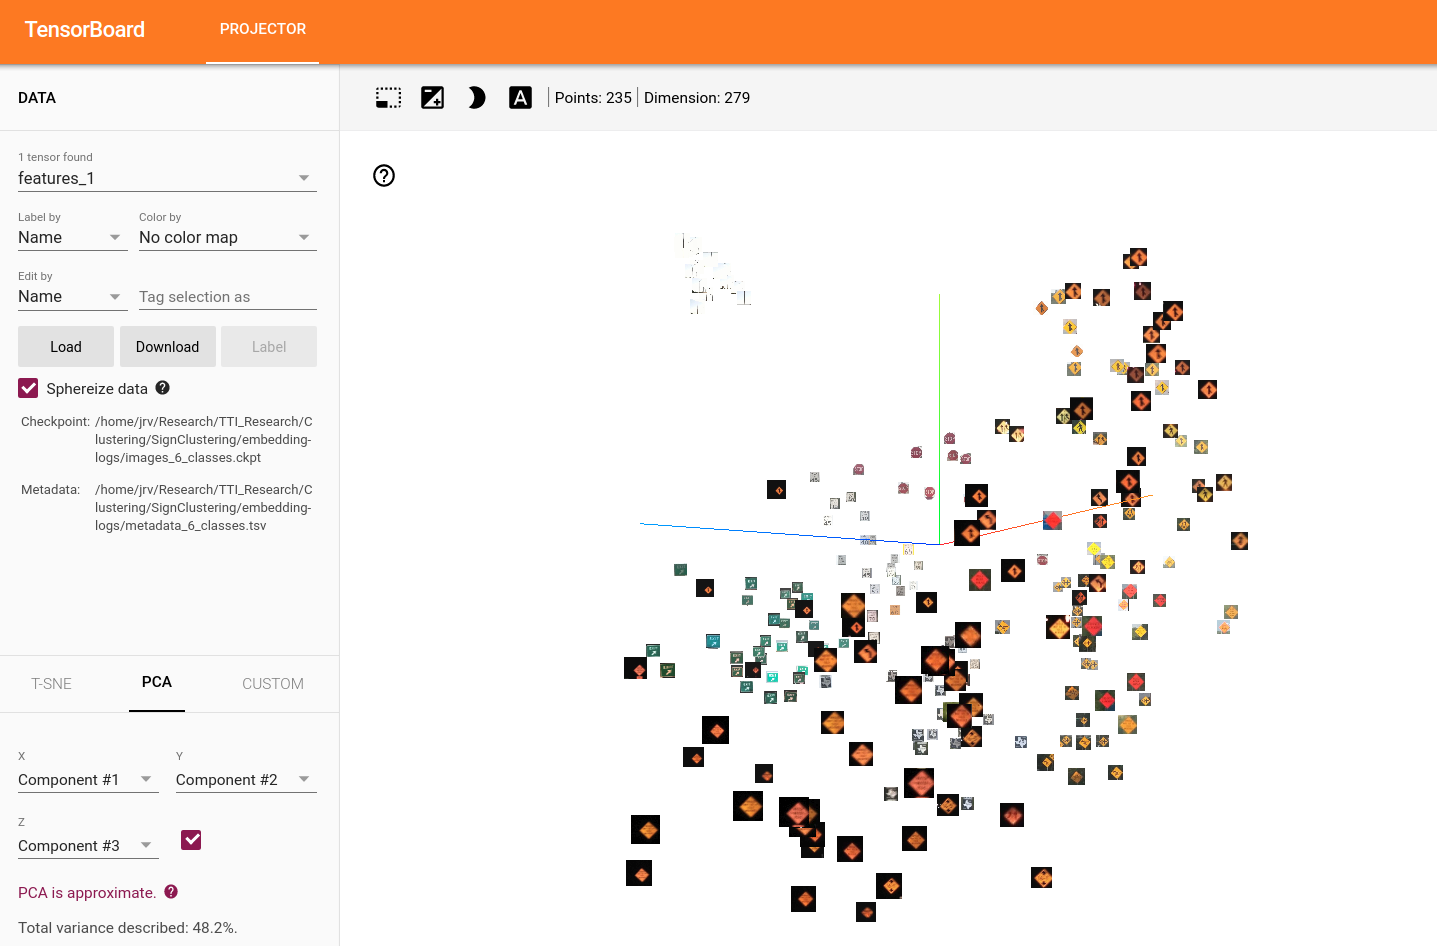 TensorBoard
PROJECTOR
DATA
Points: 235
Dimension: 279
1 tensor found
features_1
Label by
Color by
Name
No color map
Edit by
Name
Tag selection as
Load
Download
Label
Sphereize data
Checkpoint: /home/jrv/Research/TTI_Research/C
lustering/SignClustering/embedding-
logs/images_6_classes.ckpt
Metadata: /home/jrv/Research/TTI_Research/C
lustering/SignClustering/embedding-
logs/metadata_6_classes.tsv
T-SNE
PCA
CUSTOM
X
Y
Component #1
Component #2
Z
Component #3
PCA is approximate.
Total variance described: 48.2%.